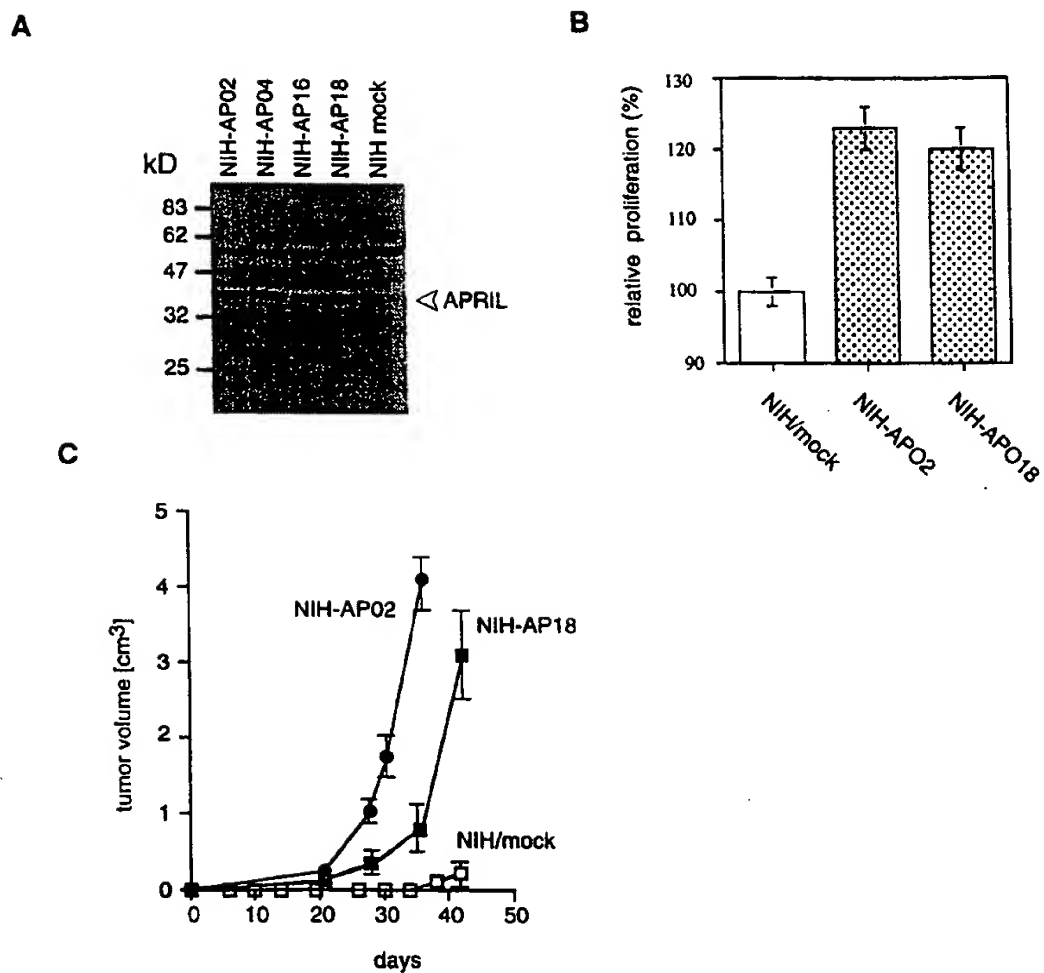 A
NIH-AP02
NIH-AP04
NIH-AP16
NIH-AP18
NIH mock
kD
83
62
47
32
25
APRIL
B
relative proliferation (%)
130
120
110
100
90
NIH/mock
NIH-APO2
NIH-APO18
C
tumor volume [cm3]
5
4
3
2
1
0
NIH-AP02
NIH-AP18
NIH/mock
0 10 20 30 40 50
days